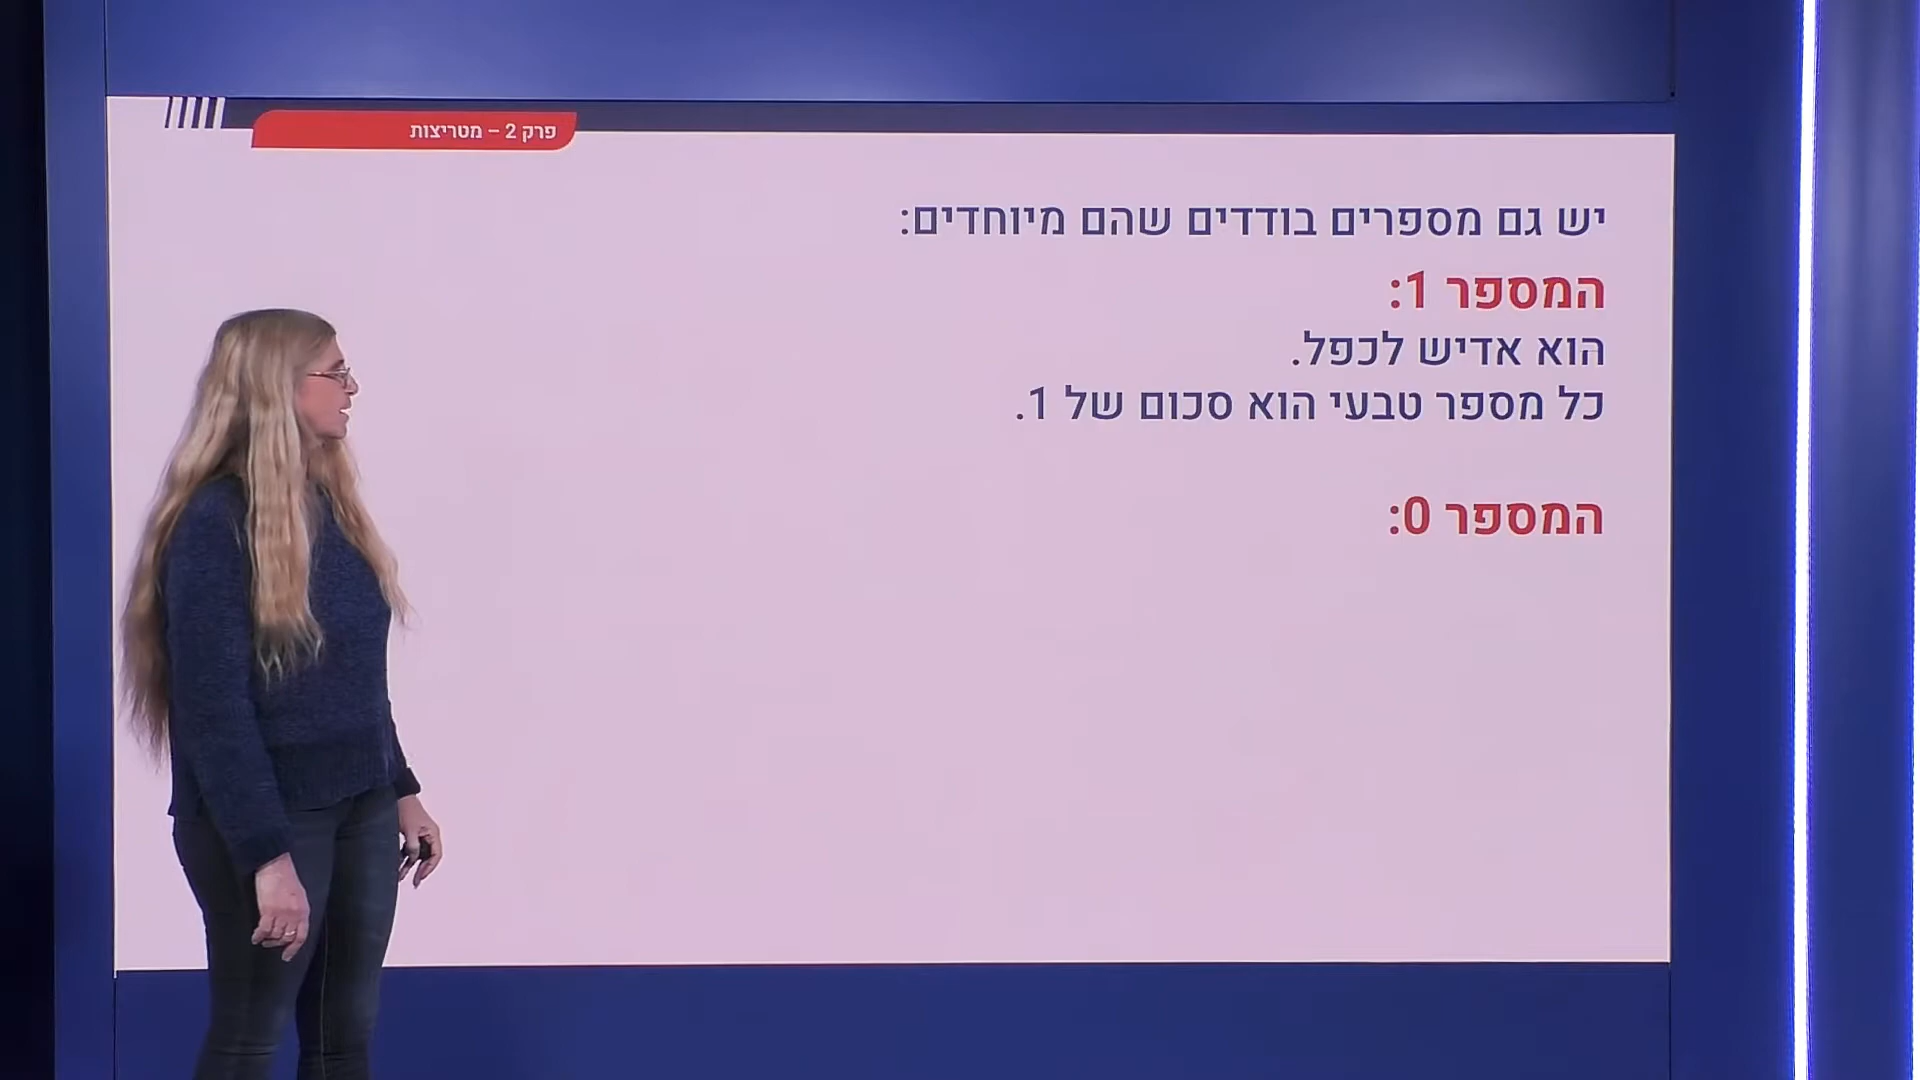 פרק 2 – מטריצות
יש גם מספרים בודדים שהם מיוחדים:
המספר 1:
הוא אדיש לכפל.
כל מספר טבעי הוא סכום של 1.
המספר 0: